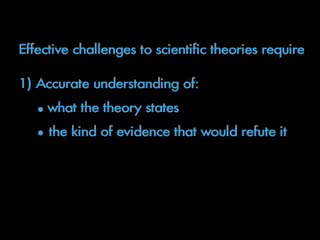 Effective challenges to scientific theories require
1) Accurate understanding of:
• what the theory states
• the kind of evidence that would refute it